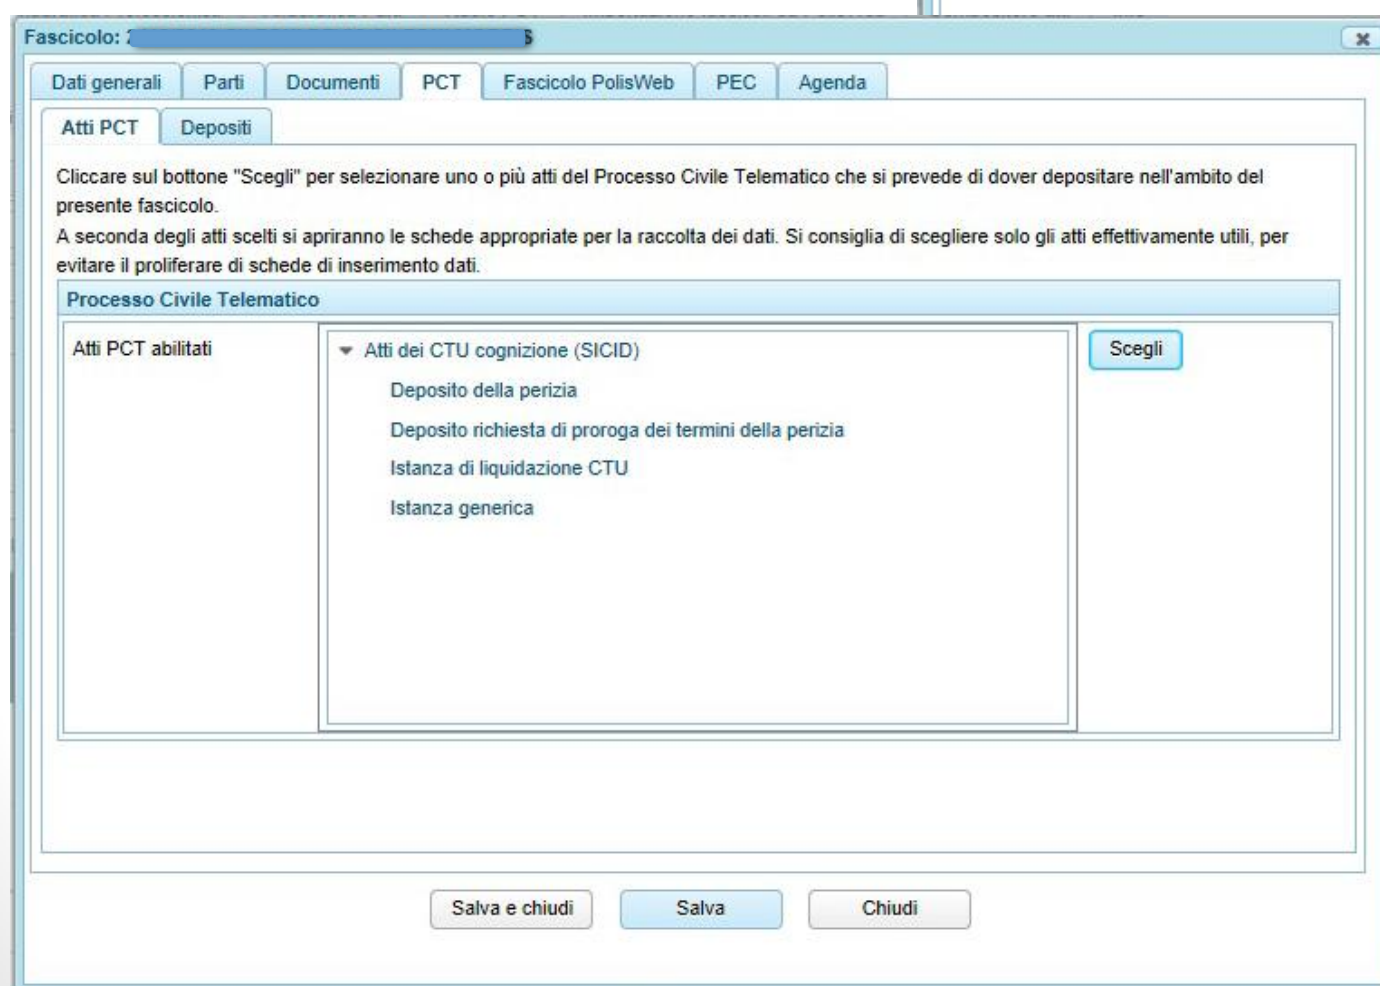 Fascicolo: 2 S
Dati generali Parti Documenti PCT Fascicolo PolisWeb PEC Agenda
Atti PCT Depositi
Cliccare sul bottone "Scegli" per selezionare uno o più atti del Processo Civile Telematico che si prevede di dover depositare nell'ambito del
presente fascicolo.
A seconda degli atti scelti si apriranno le schede appropriate per la raccolta dei dati. Si consiglia di scegliere solo gli atti effettivamente utili, per
evitare il proliferare di schede di inserimento dati.
Processo Civile Telematico
Atti PCT abilitati
Atti dei CTU cognizione (SICID)
Scegli
Deposito della perizia
Deposito richiesta di proroga dei termini della perizia
Istanza di liquidazione CTU
Istanza generica
Salva e chiudi Salva Chiudi